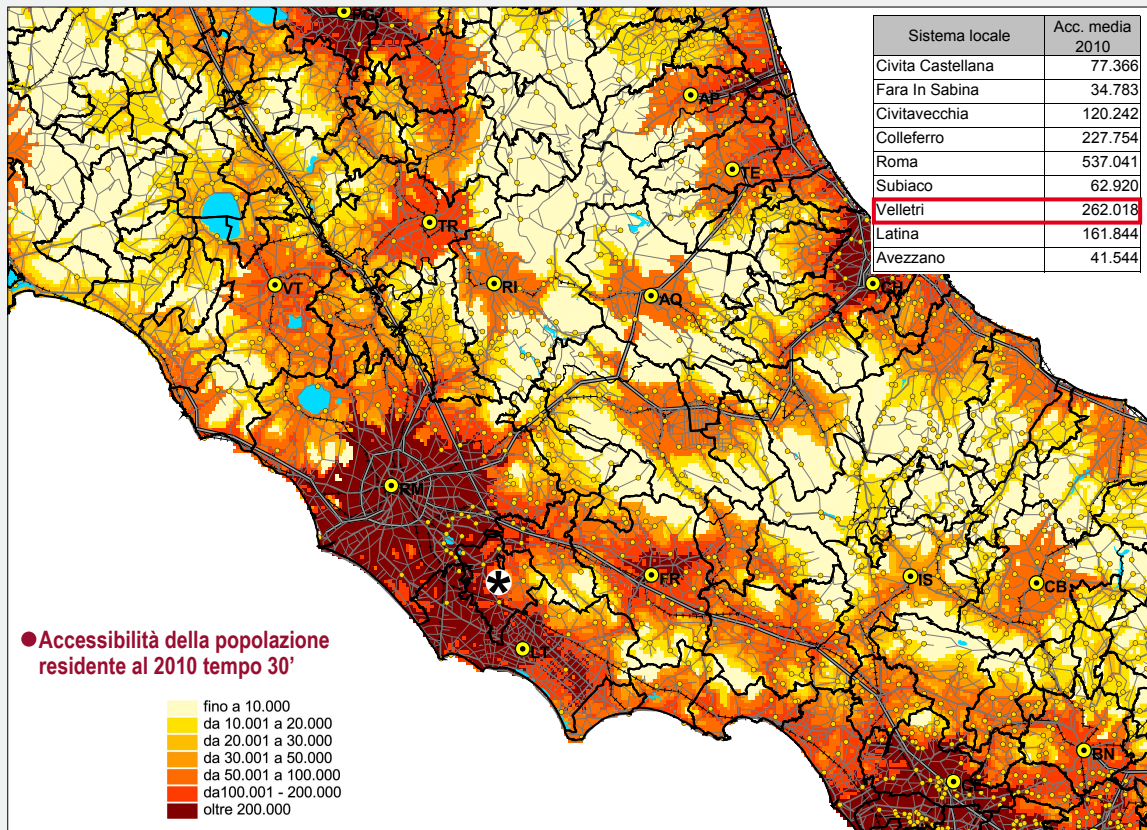 Sistema locale Acc. media 2010
Civita Castellana 77.366
Fara In Sabina 34.783
Civitavecchia 120.242
Colleferro 227.754
Roma 537.041
Subiaco 62.920
Velletri 262.018
Latina 161.844
Avezzano 41.544
AP
TE
TR
VT
RI
AQ
CH
RM
FR
IS
CB
LT
BN
CE
Accessibilità della popolazione
residente al 2010 tempo 30'
fino a 10.000
da 10.001 a 20.000
da 20.001 a 30.000
da 30.001 a 50.000
da 50.001 a 100.000
da100.001 - 200.000
oltre 200.000